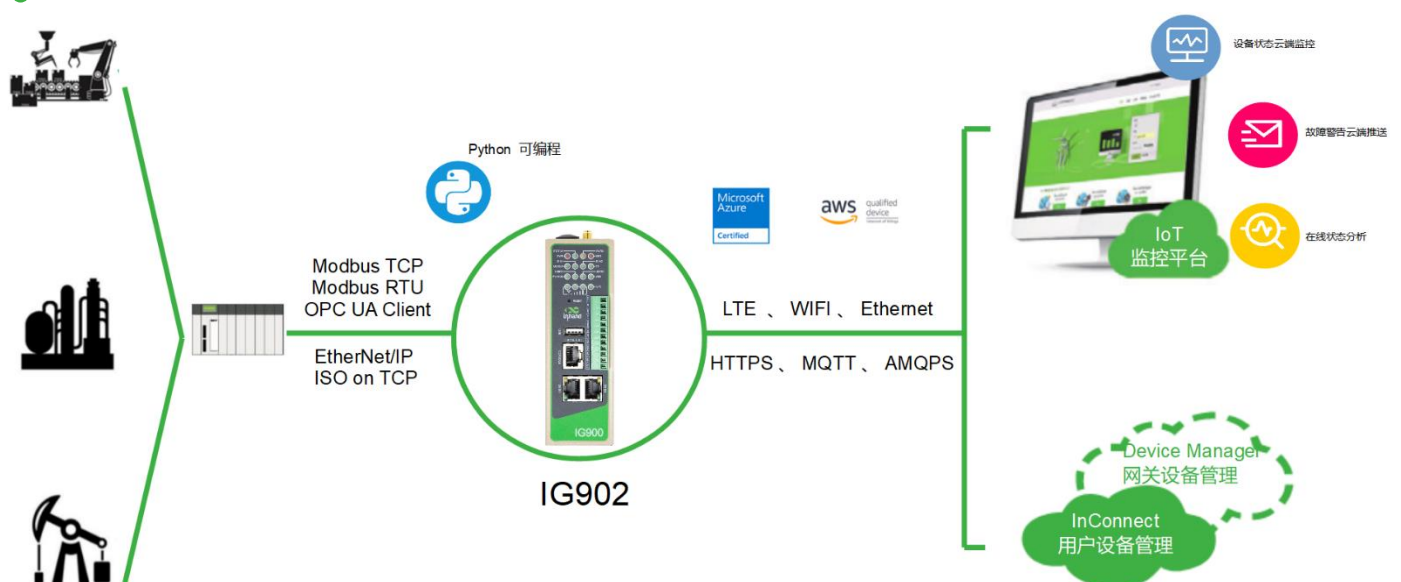 设备状态云端监控
故障警告云端推送
Python 可编程
Microsoft
Azure
Certified
aws
qualified
device
在线状态分析
IoT
监控平台
Modbus TCP
Modbus RTU
OPC UA Client
LTE 、 WIFI 、 Ethernet
EtherNet/IP
ISO on TCP
HTTPS 、 MQTT 、 AMQPS
IG900
IG902
Device Manager
网关设备管理
InConnect
用户设备管理